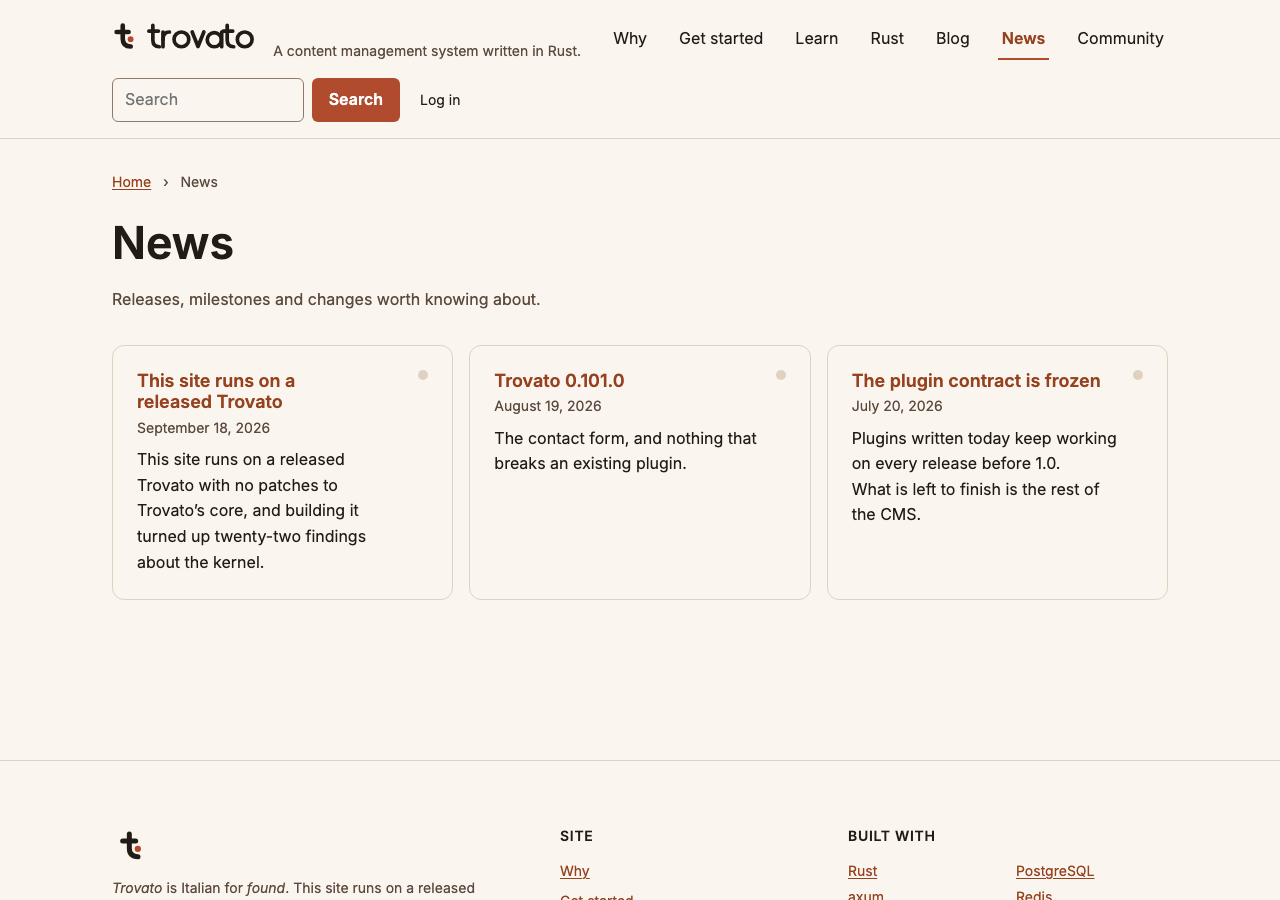 trovato
A content management system written in Rust.
Why
Get started
Learn
Rust
Blog
News
Community
Search
Search
Log in
Home › News
News
Releases, milestones and changes worth knowing about.
This site runs on a
released Trovato
September 18, 2026
This site runs on a released
Trovato with no patches to
Trovato’s core, and building it
turned up twenty-two findings
about the kernel.
Trovato 0.101.0
August 19, 2026
The contact form, and nothing that
breaks an existing plugin.
The plugin contract is frozen
July 20, 2026
Plugins written today keep working
on every release before 1.0.
What is left to finish is the rest of
the CMS.
Trovato is Italian for found. This site runs on a released
SITE
Why
Get started
BUILT WITH
Rust
axum
PostgreSQL
Redis